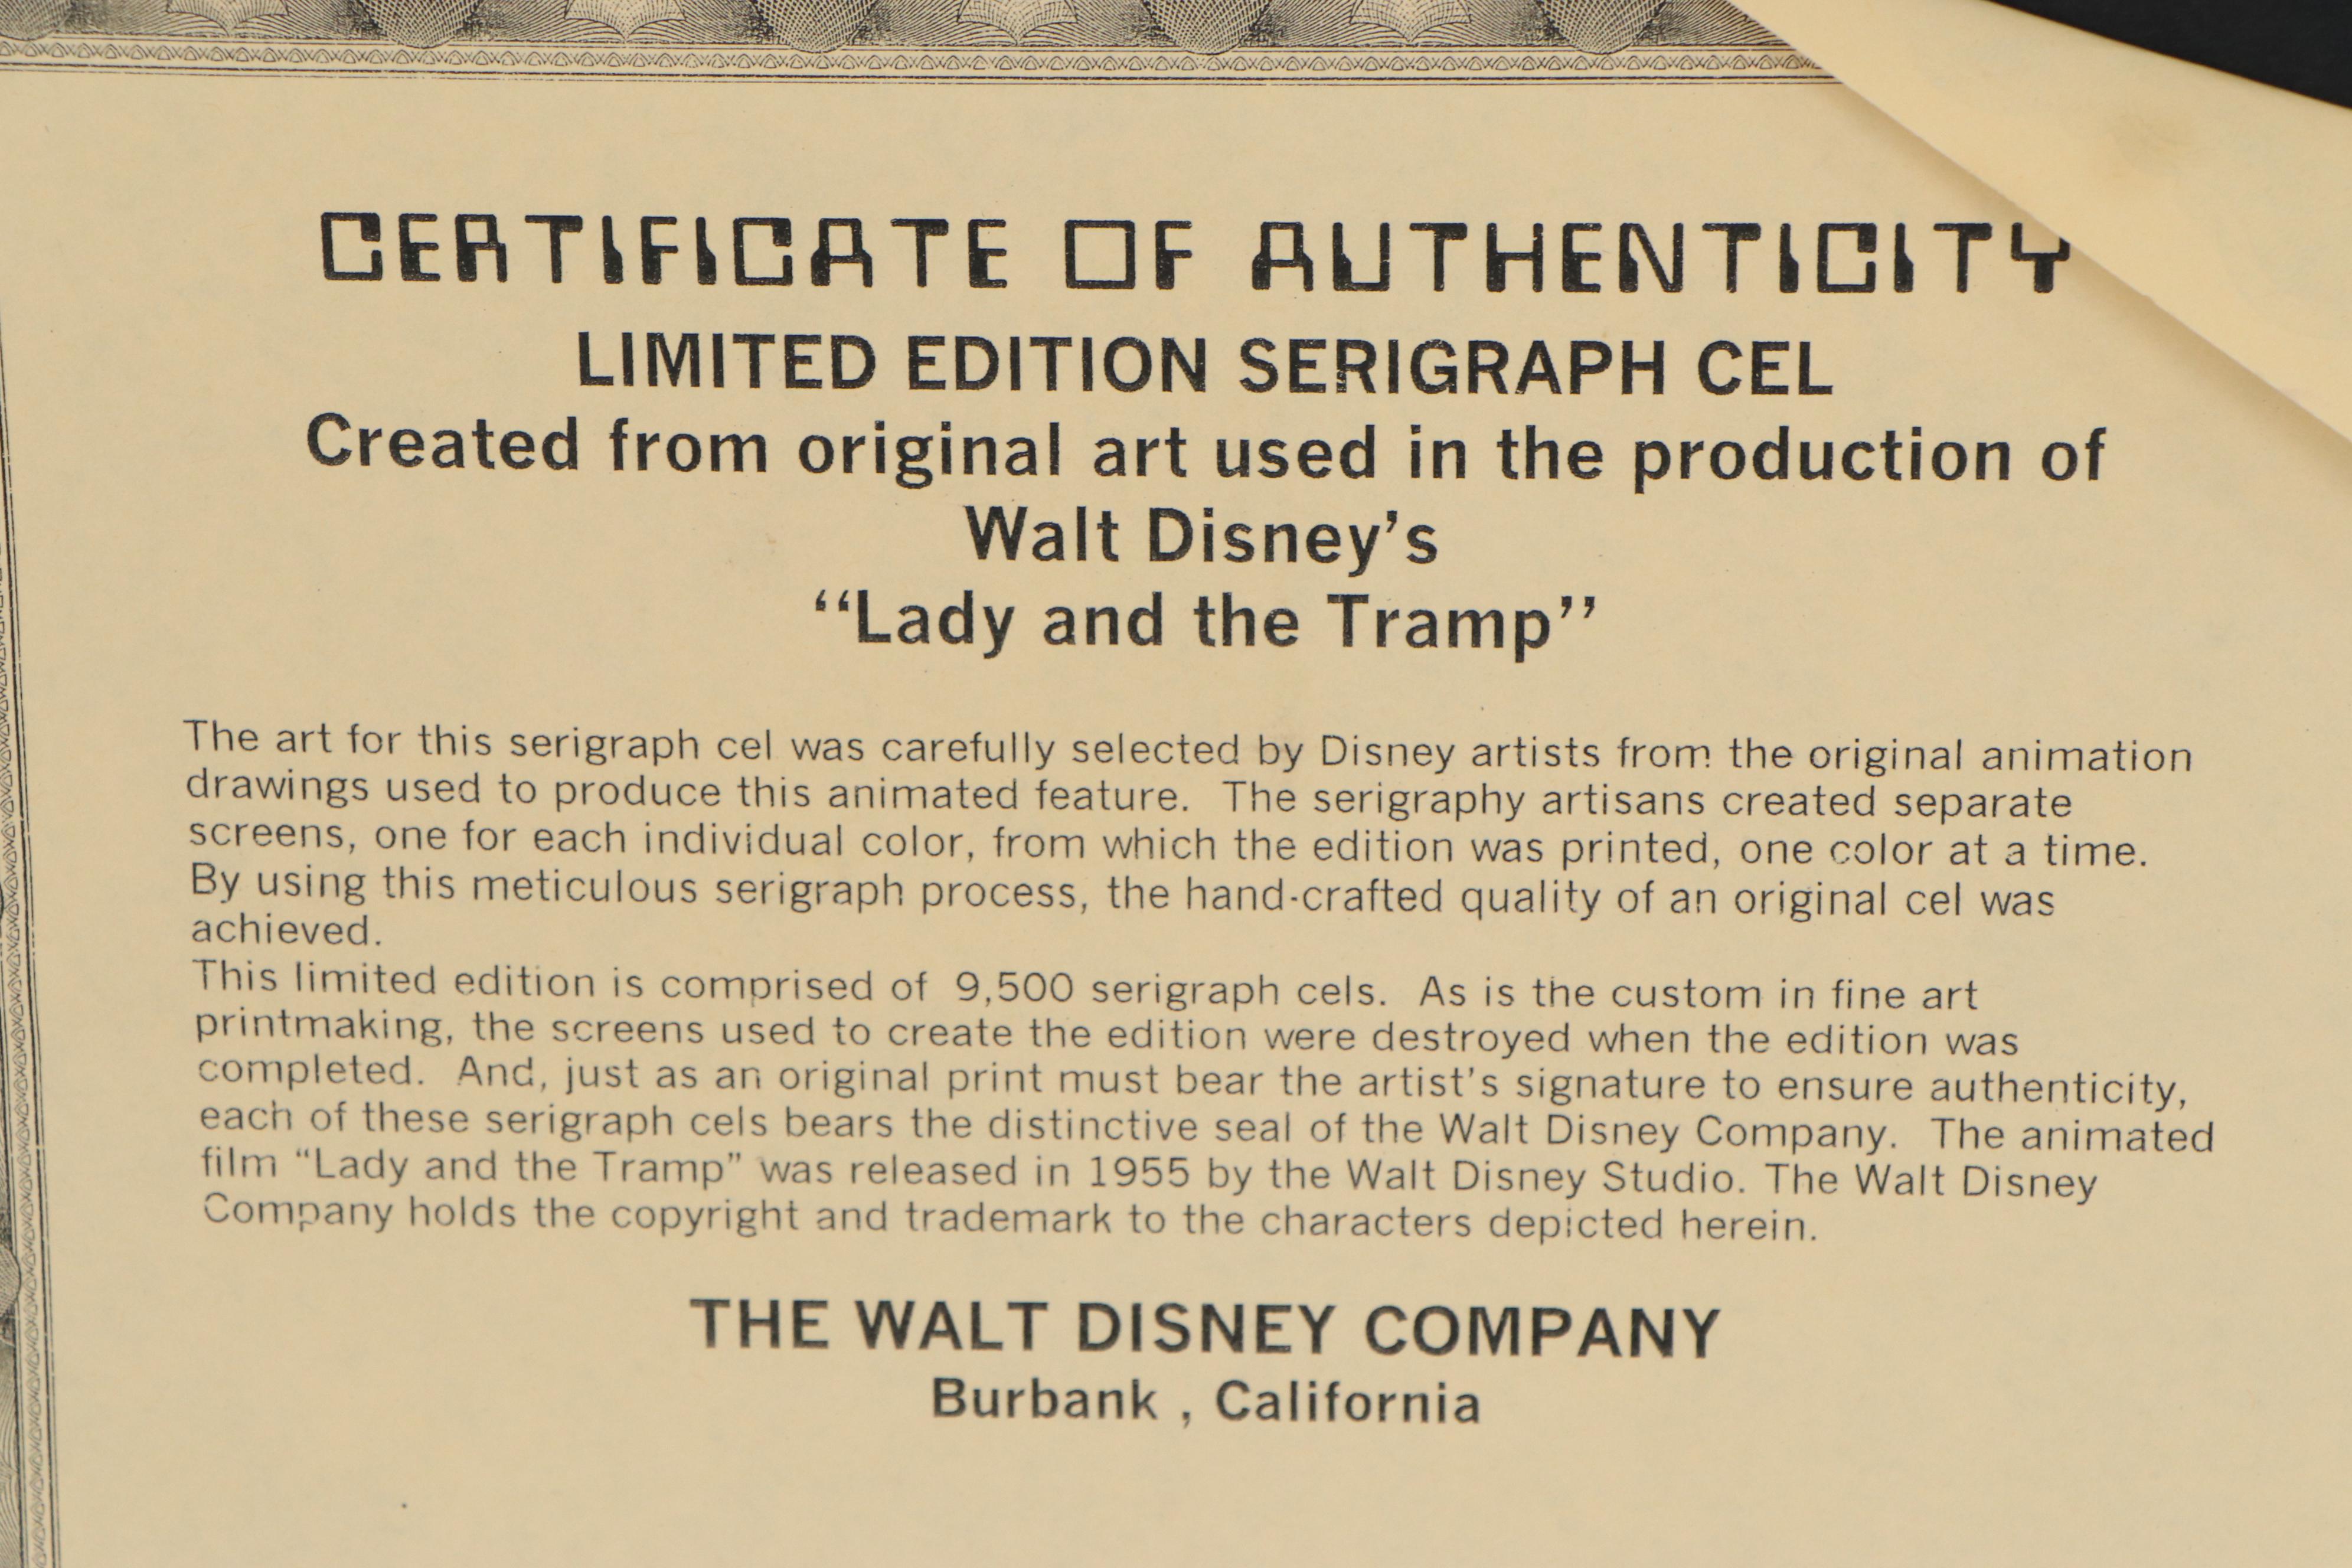 CERTIFICATE OF AUTHENTICITY
LIMITED EDITION SERIGRAPH CEL
Created from original art used in the production of
Walt Disney's
“Lady and the Tramp”
The art for this serigraph cel was carefully selected by Disney artists from the original animation
drawings used to produce this animated feature. The serigraphy artisans created separate
screens, one for each individual color, from which the edition was printed, one color at a time.
By using this meticulous serigraph process, the hand-crafted quality of an original cel was
achieved.
This limited edition is comprised of 9,500 serigraph cels. As is the custom in fine art
printmaking, the screens used to create the edition were destroyed when the edition was
completed. And, just as an original print must bear the artist's signature to ensure authenticity,
each of these serigraph cels bears the distinctive seal of the Walt Disney Company. The animated
film “Lady and the Tramp” was released in 1955 by the Walt Disney Studio. The Walt Disney
Company holds the copyright and trademark to the characters depicted herein.
THE WALT DISNEY COMPANY
Burbank , California